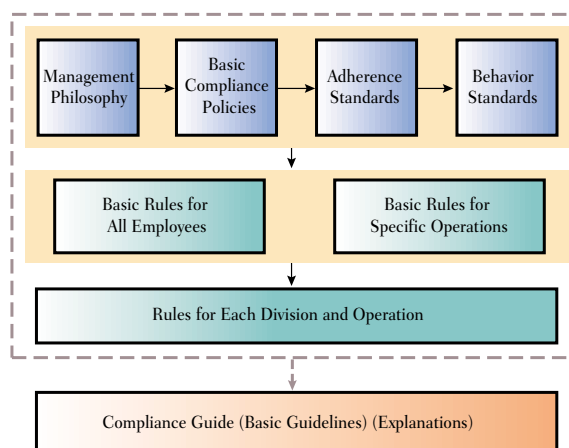 Management
Philosophy
Basic
Compliance
Policies
Adherence
Standards
Behavior
Standards
Basic Rules for
All Employees
Basic Rules for
Specific Operations
Rules for Each Division and Operation
Compliance Guide (Basic Guidelines) (Explanations)